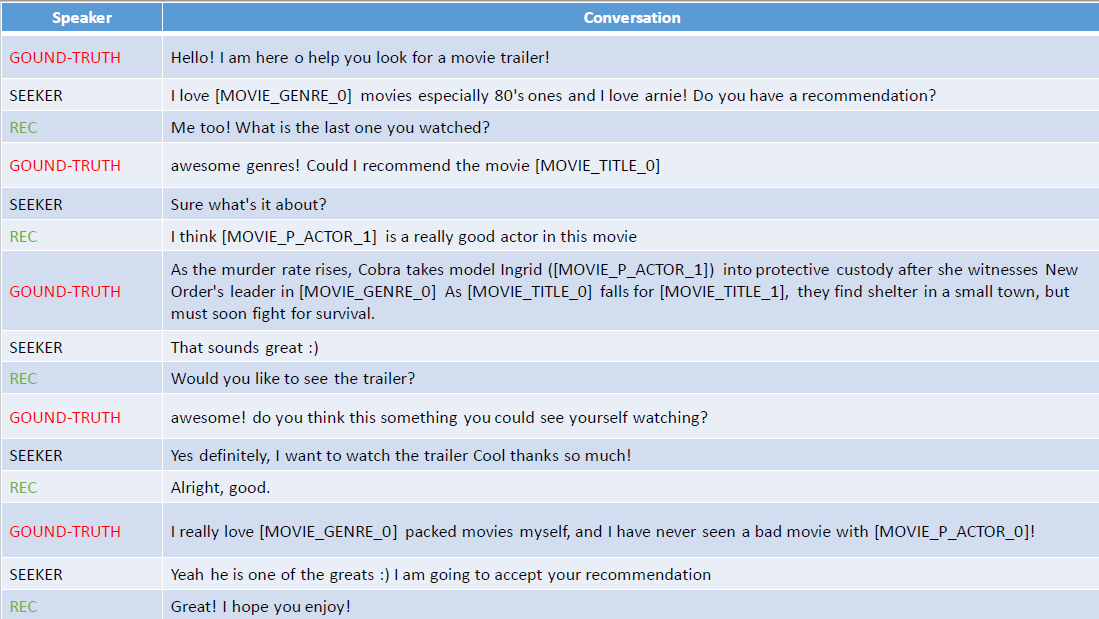 Speaker Conversation
GOUND-TRUTH Hello! I am here o help you look for a movie trailer!
SEEKER I love [MOVIE_GENRE_0] movies especially 80's ones and I love arnie! Do you have a recommendation?
REC Me too! What is the last one you watched?
GOUND-TRUTH awesome genres! Could I recommend the movie [MOVIE_TITLE_0]
SEEKER Sure what's it about?
REC I think [MOVIE_P_ACTOR_1] is a really good actor in this movie
GOUND-TRUTH As the murder rate rises, Cobra takes model Ingrid ([MOVIE_P_ACTOR_1]) into protective custody after she witnesses New
Order's leader in [MOVIE_GENRE_0] As [MOVIE_TITLE_0] falls for [MOVIE_TITLE_1], they find shelter in a small town, but
must soon fight for survival.
SEEKER That sounds great :)
REC Would you like to see the trailer?
GOUND-TRUTH awesome! do you think this something you could see yourself watching?
SEEKER Yes definitely, I want to watch the trailer Cool thanks so much!
REC Alright, good.
GOUND-TRUTH I really love [MOVIE_GENRE_0] packed movies myself, and I have never seen a bad movie with [MOVIE_P_ACTOR_0]!
SEEKER Yeah he is one of the greats :) I am going to accept your recommendation
REC Great! I hope you enjoy!